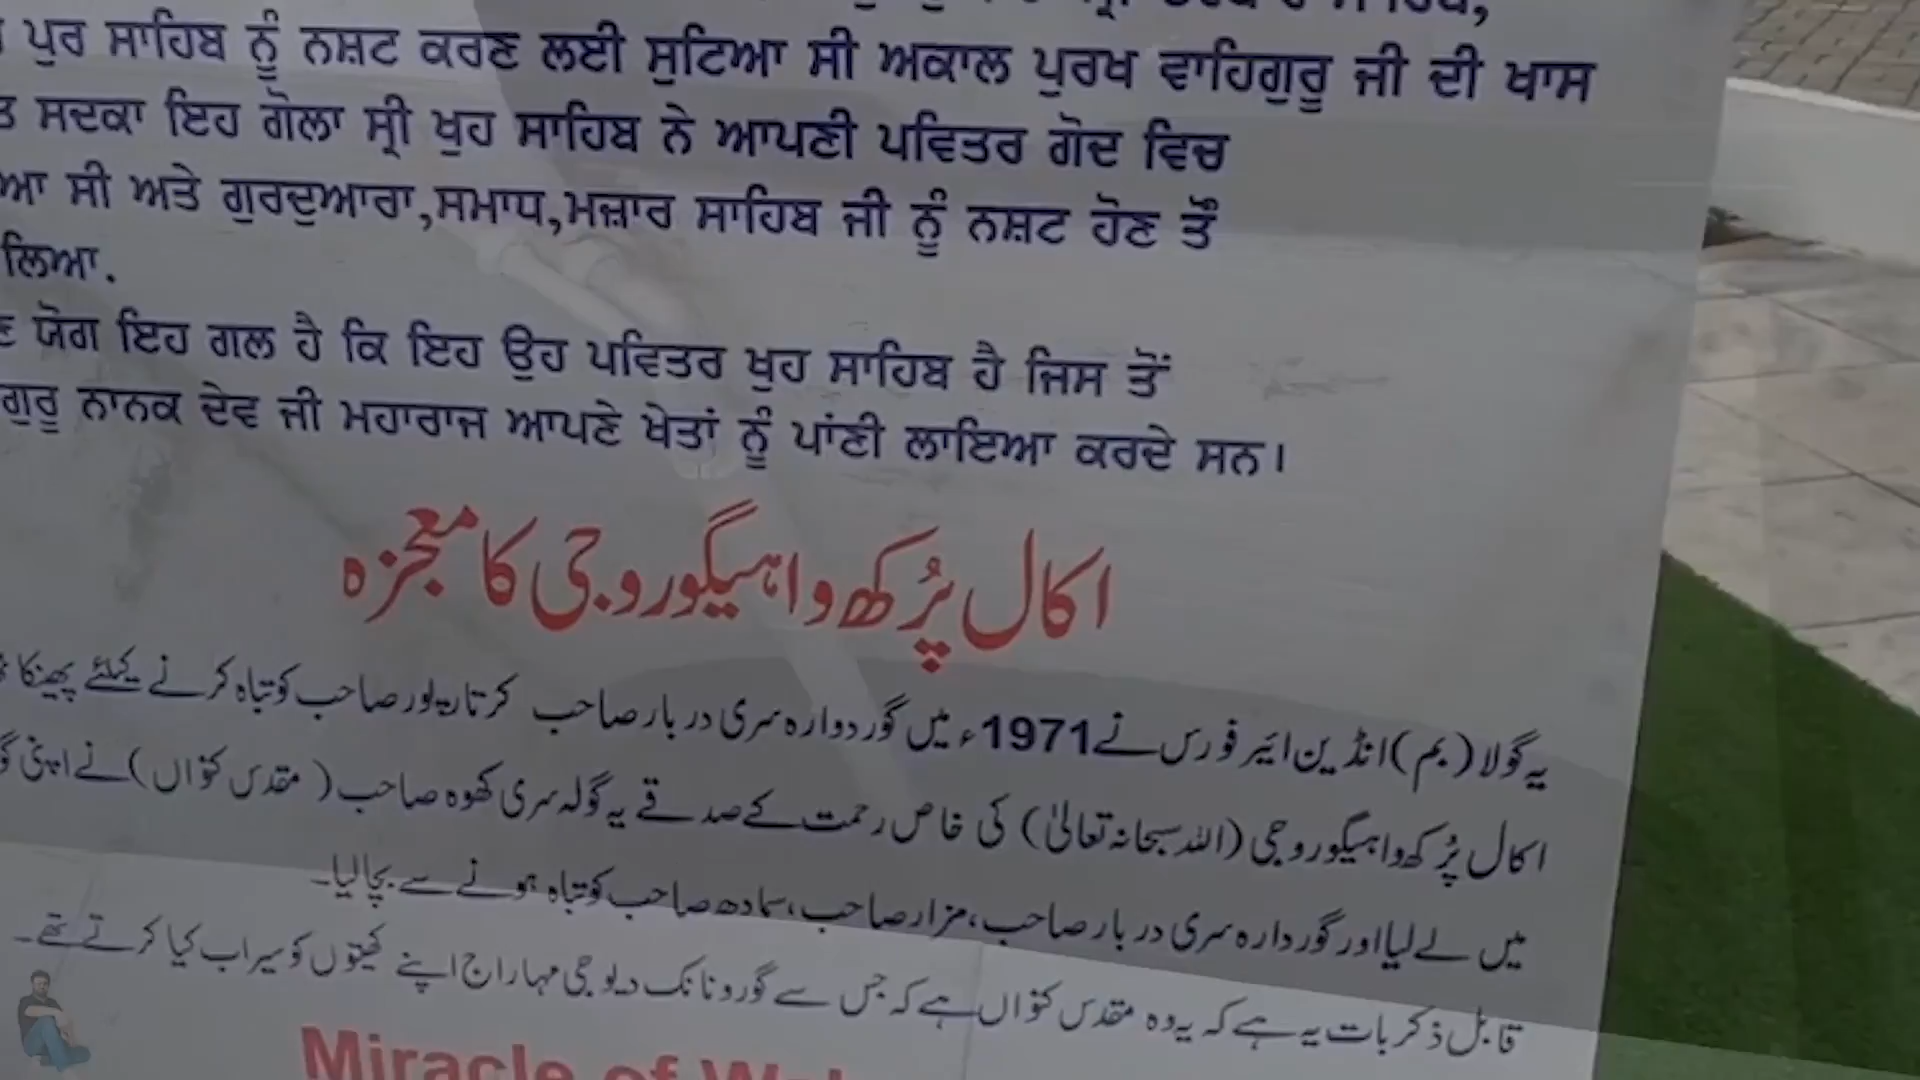 ਪੁਰ ਸਾਹਿਬ ਨੂੰ ਨਸ਼ਟ ਕਰਣ ਲਈ ਸੁਟਿਆ ਸੀ ਅਕਾਲ ਪੁਰਖ ਵਾਹਿਗੁਰੂ ਜੀ ਦੀ ਖਾਸ
ਸਦਕਾ ਇਹ ਗੋਲਾ ਸ੍ਰੀ ਖੂਹ ਸਾਹਿਬ ਨੇ ਆਪਣੀ ਪਵਿਤਰ ਗੋਦ ਵਿਚ
ਸੀ ਅਤੇ ਗੁਰਦੁਆਰਾ,ਸਮਾਧ,ਮਜ਼ਾਰ ਸਾਹਿਬ ਜੀ ਨੂੰ ਨਸ਼ਟ ਹੋਣ ਤੌਂ
ਲਿਆ.
ਯੋਗ ਇਹ ਗਲ ਹੈ ਕਿ ਇਹ ਉਹ ਪਵਿਤਰ ਖੁਹ ਸਾਹਿਬ ਹੈ ਜਿਸ ਤੋਂ
ਗੁਰੂ ਨਾਨਕ ਦੇਵ ਜੀ ਮਹਾਰਾਜ ਆਪਣੇ ਖੇਤਾਂ ਨੂੰ ਪਾਂਣੀ ਲਾਇਆ ਕਰਦੇ ਸਨ।
اکال پُرکھ واہیگورو جی کا معجزہ
یہ گولا (بم) انڈین ائیر فورس نے 1971ء میں گوردوارہ سری دربار صاحب کرتارپور صاحب کو تباہ کرنے کیلئے پھینکا
اکال پُرکھ واہیگورو جی (اللہ سبحانہ تعالیٰ) کی خاص رحمت کے صدقے یہ گولہ سری کھوہ صاحب (مقدس کنواں) نے اپنی
میں لے لیا اور گوردارہ سری دربار صاحب، مزار صاحب، سمادھ صاحب کو تباہ ہونے سے بچا لیا۔
قابل ذکر بات یہ ہے کہ یہ وہ مقدس کنواں ہے کہ جس سے گورو نانک دیو جی مہاراج اپنے کھیتوں کو سیراب کیا کرتے تھے۔
Miracle of